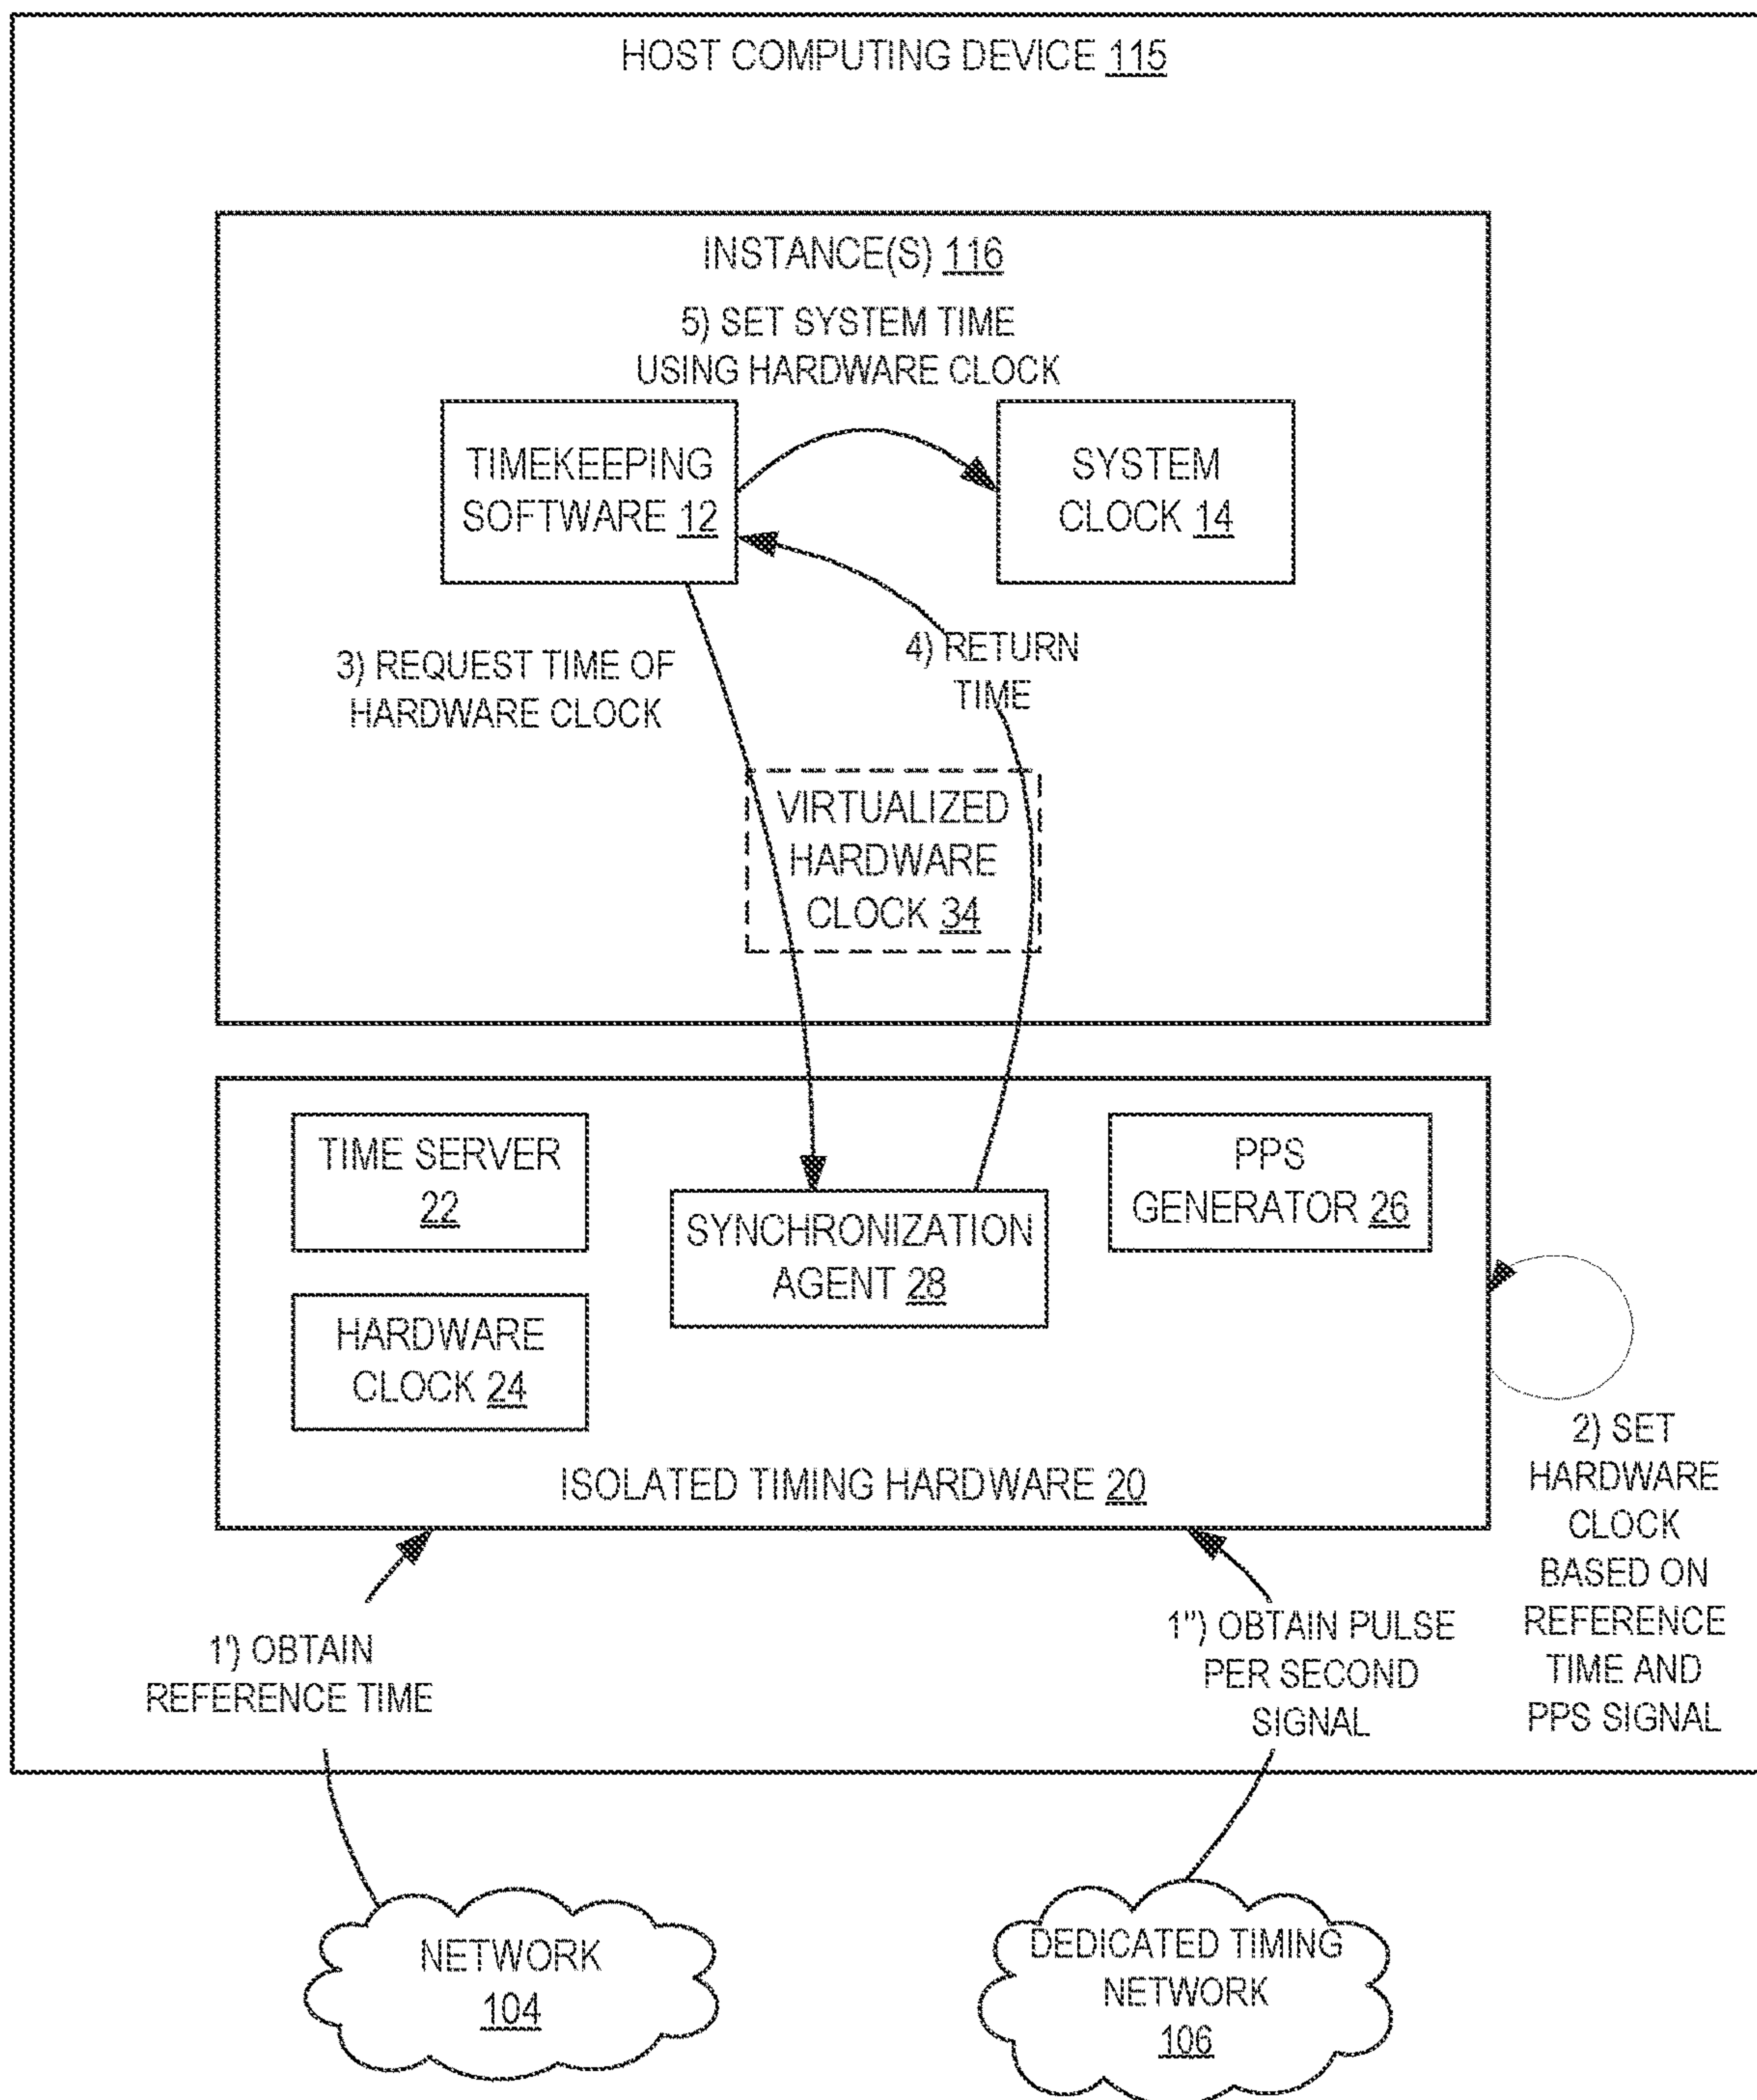 HOST COMPUTING DEVICE 115
INSTANCE(S) 116
5) SET SYSTEM TIME
USING HARDWARE CLOCK
TIMEKEEPING
SOFTWARE 12
SYSTEM
CLOCK 14
3) REQUEST TIME OF
HARDWARE CLOCK
4) RETURN
TIME
VIRTUALIZED
HARDWARE
CLOCK 34
TIME SERVER
22
SYNCHRONIZATION
AGENT 28
PPS
GENERATOR 26
HARDWARE
CLOCK 24
ISOLATED TIMING HARDWARE 20
2) SET
HARDWARE
CLOCK
BASED ON
REFERENCE
TIME AND
PPS SIGNAL
1') OBTAIN
REFERENCE TIME
1'') OBTAIN PULSE
PER SECOND
SIGNAL
NETWORK
104
DEDICATED TIMING
NETWORK
106